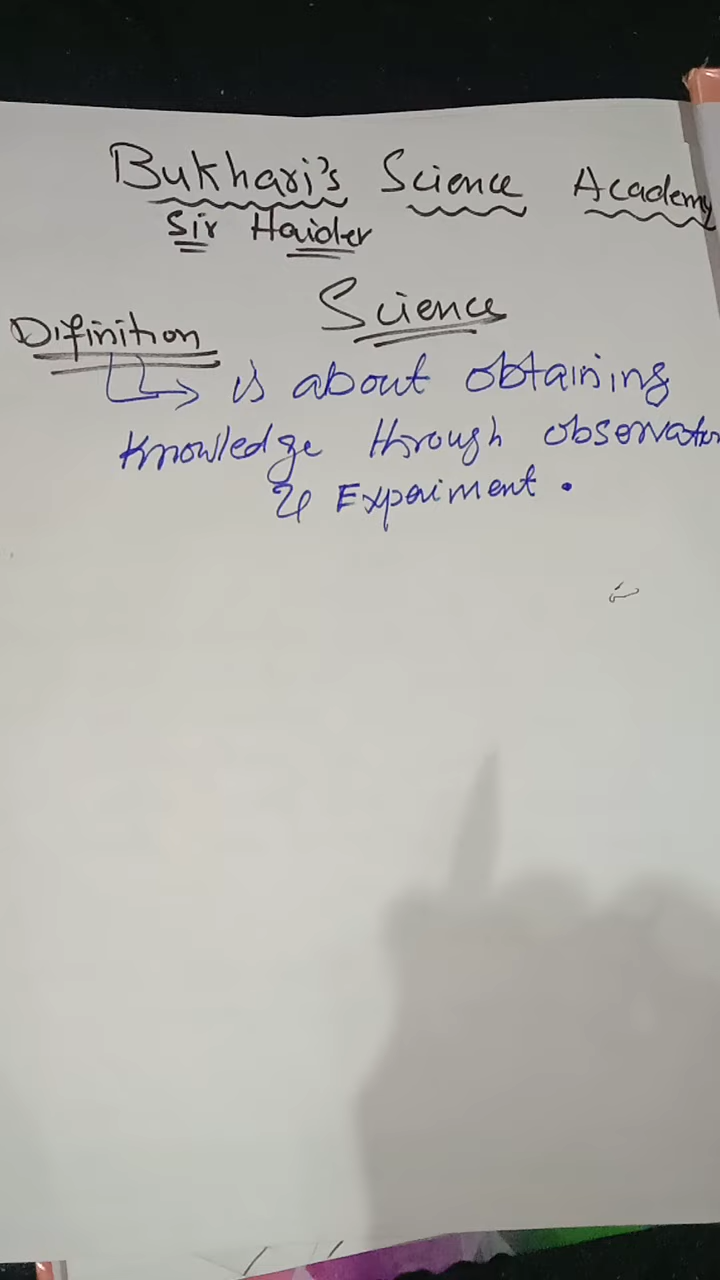 Bukhari's Science Academy
Sir Haider
Science
Difinition
is about obtaining
knowledge through observation
& Experiment.